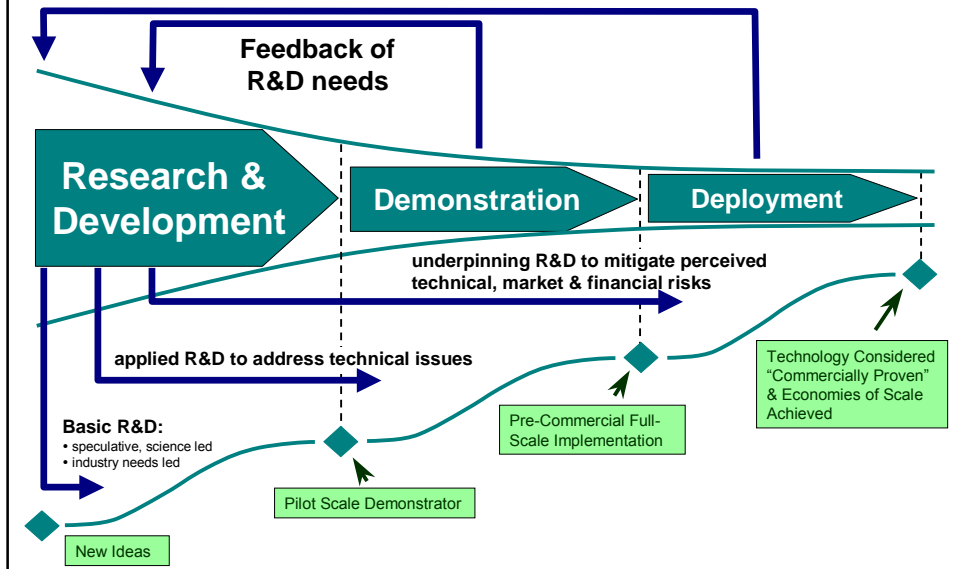 Feedback of
R&D needs
Research &
Development
Demonstration
Deployment
underpinning R&D to mitigate perceived
technical, market & financial risks
applied R&D to address technical issues
Basic R&D:
• speculative, science led
• industry needs led
New Ideas
Pilot Scale Demonstrator
Pre-Commercial Full-
Scale Implementation
Technology Considered
“Commercially Proven”
& Economies of Scale
Achieved